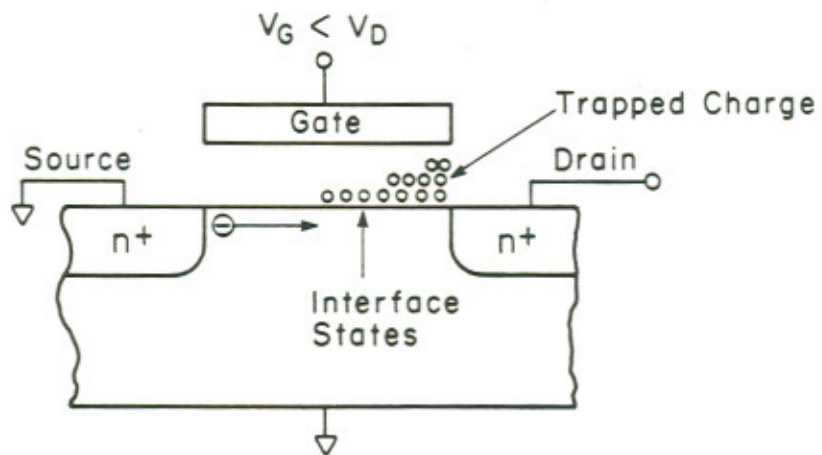 V_G < V_D
Gate
Trapped Charge
Source
Drain
n+
n+
Interface
States